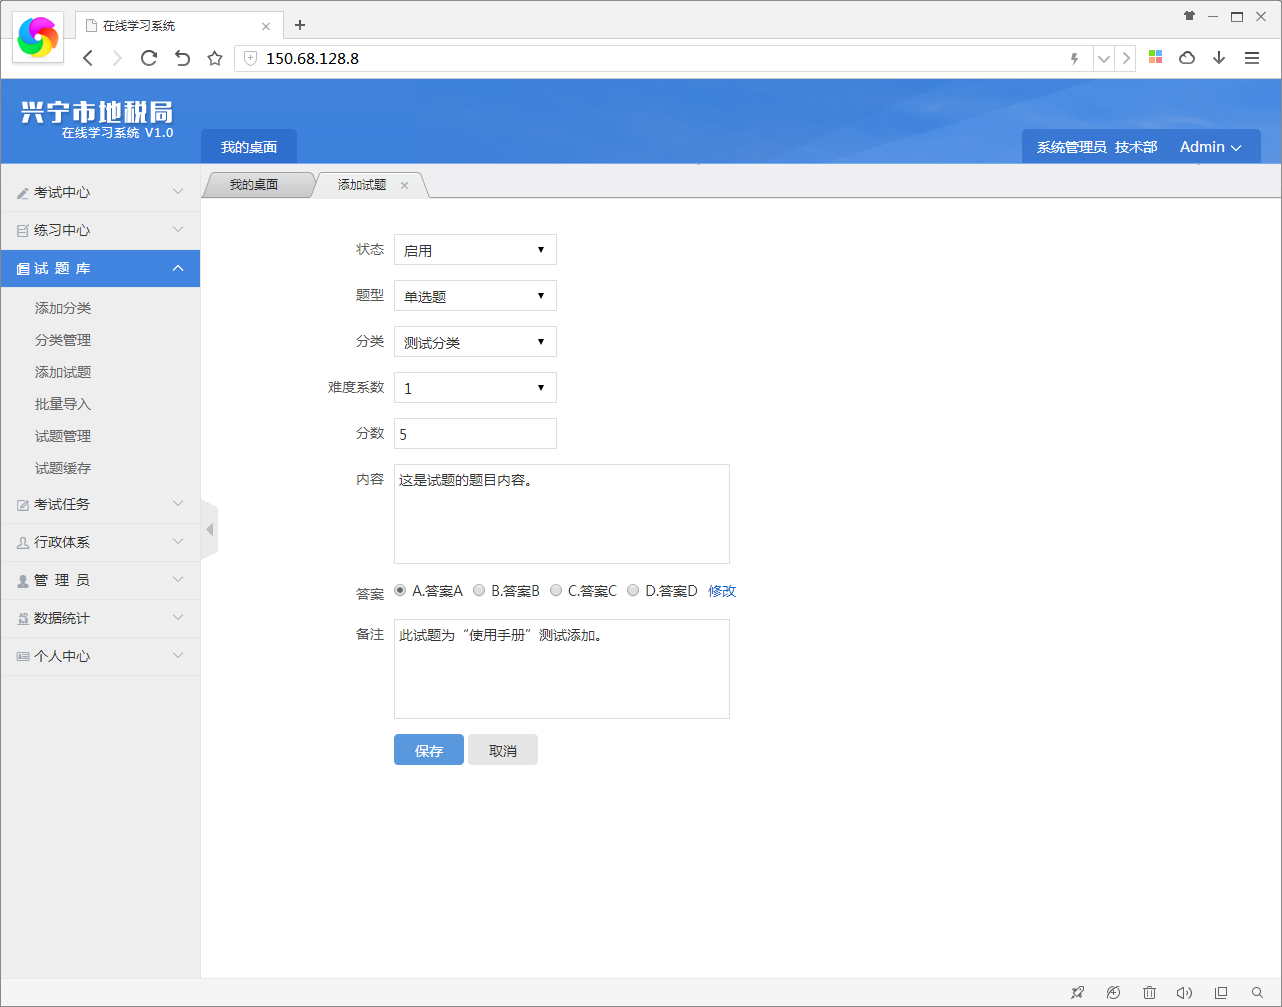 在线学习系统
150.68.128.8
兴宁市地税局
在线学习系统 V1.0
我的桌面
系统管理员 技术部 Admin
我的桌面 添加试题
考试中心
练习中心
试 题 库
添加分类
分类管理
添加试题
批量导入
试题管理
试题缓存
考试任务
行政体系
管 理 员
数据统计
个人中心
状态 启用
题型 单选题
分类 测试分类
难度系数 1
分数 5
内容 这是试题的题目内容。
答案 A.答案A B.答案B C.答案C D.答案D 修改
备注 此试题为“使用手册”测试添加。
保存 取消